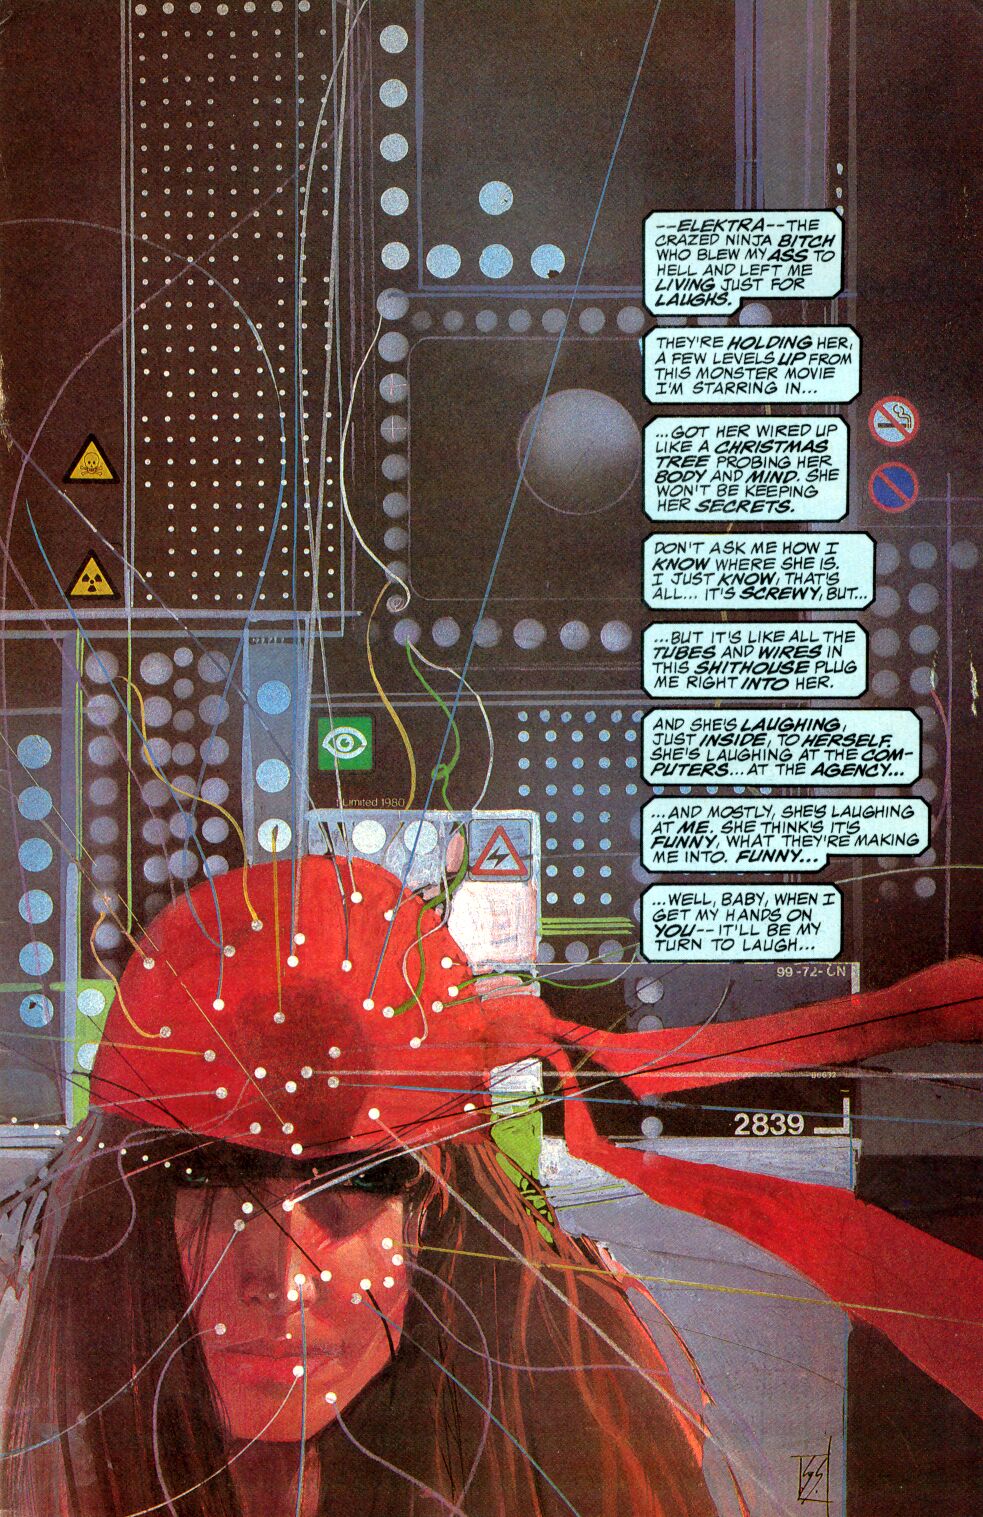 --ELEKTRA--THE
CRAZED NINJA BITCH
WHO BLEW MY ASS TO
HELL AND LEFT ME
LIVING JUST FOR
LAUGHS.
THEY'RE HOLDING HER,
A FEW LEVELS UP FROM
THIS MONSTER MOVIE
I'M STARRING IN...
...GOT HER WIRED UP
LIKE A CHRISTMAS
TREE PROBING HER
BODY AND MIND. SHE
WON'T BE KEEPING
HER SECRETS.
DON'T ASK ME HOW I
KNOW WHERE SHE IS.
I JUST KNOW, THAT'S
ALL... IT'S SCREWY, BUT...
...BUT IT'S LIKE ALL THE
TUBES AND WIRES IN
THIS SHITHOUSE PLUG
ME RIGHT INTO HER.
AND SHE'S LAUGHING,
JUST INSIDE, TO HERSELF.
SHE'S LAUGHING AT THE COM-
PUTERS...AT THE AGENCY...
Limited 1980
...AND MOSTLY, SHE'S LAUGHING
AT ME. SHE THINK'S IT'S
FUNNY, WHAT THEY'RE MAKING
ME INTO. FUNNY...
...WELL, BABY, WHEN I
GET MY HANDS ON
YOU-- IT'LL BE MY
TURN TO LAUGH...
99-72-CN
2839